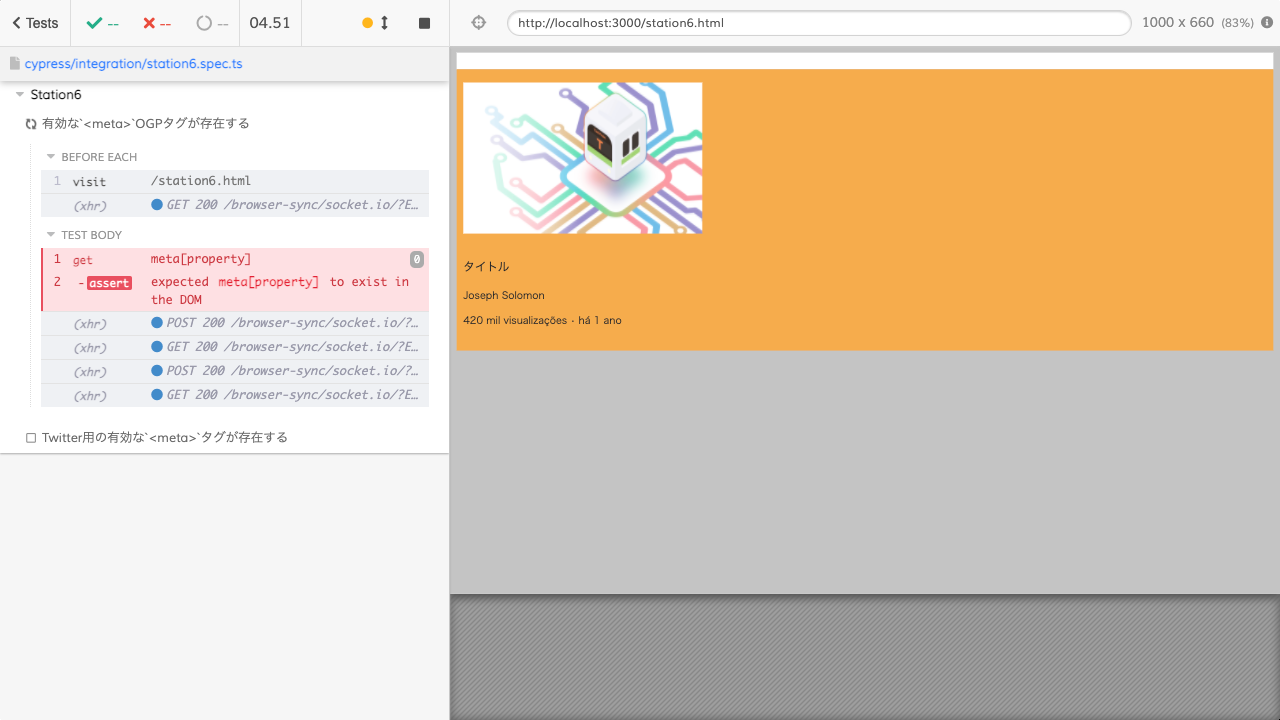 Tests
--
--
--
04.51
http://localhost:3000/station6.html
1000 x 660 (83%)
cypress/integration/station6.spec.ts
Station6
有効な`<meta>`OGPタグが存在する
BEFORE EACH
1 visit /station6.html
(xhr) GET 200 /browser-sync/socket.io/?E…
TEST BODY
1 get meta[property] 0
2 -assert expected meta[property] to exist in
the DOM
(xhr) POST 200 /browser-sync/socket.io/?…
(xhr) GET 200 /browser-sync/socket.io/?E…
(xhr) POST 200 /browser-sync/socket.io/?…
(xhr) GET 200 /browser-sync/socket.io/?E…
Twitter用の有効な`<meta>`タグが存在する
タイトル
Joseph Solomon
420 mil visualizações · há 1 ano